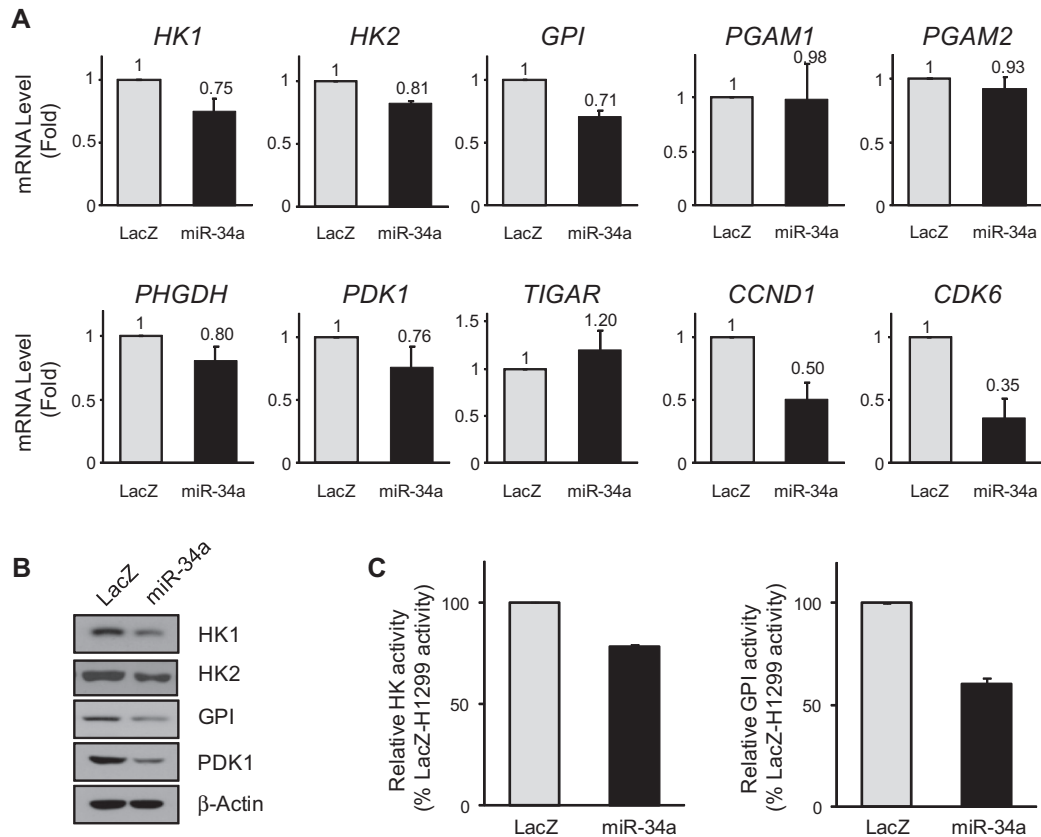 A
HK1
HK2
GPI
PGAM1
PGAM2
mRNA Level
(Fold)
1
0.5
0
1
0.75
LacZ
miR-34a
1
0.5
0
1
0.81
LacZ
miR-34a
1
0.5
0
1
0.71
LacZ
miR-34a
1
0.5
0
1
0.98
LacZ
miR-34a
1
0.5
0
1
0.93
LacZ
miR-34a
PHGDH
PDK1
TIGAR
CCND1
CDK6
mRNA Level
(Fold)
1
0.5
0
1
0.80
LacZ
miR-34a
1
0.5
0
1
0.76
LacZ
miR-34a
1.5
1
0.5
0
1
1.20
LacZ
miR-34a
1
0.5
0
1
0.50
LacZ
miR-34a
1
0.5
0
1
0.35
LacZ
miR-34a
B
LacZ
miR-34a
HK1
HK2
GPI
PDK1
β-Actin
C
Relative HK activity
(% LacZ-H1299 activity)
100
50
0
LacZ
miR-34a
Relative GPI activity
(% LacZ-H1299 activity)
100
50
0
LacZ
miR-34a